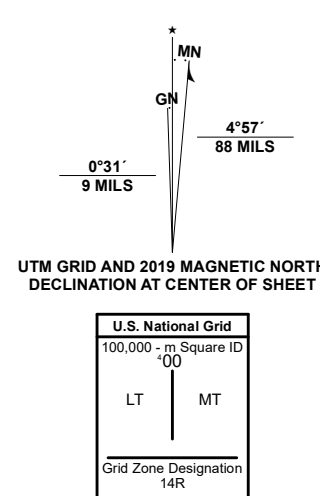 MN
GN
4°57´
88 MILS
0°31´
9 MILS
UTM GRID AND 2019 MAGNETIC NORTH
DECLINATION AT CENTER OF SHEET
U.S. National Grid
100,000 - m Square ID
⁴00
LT MT
Grid Zone Designation
14R